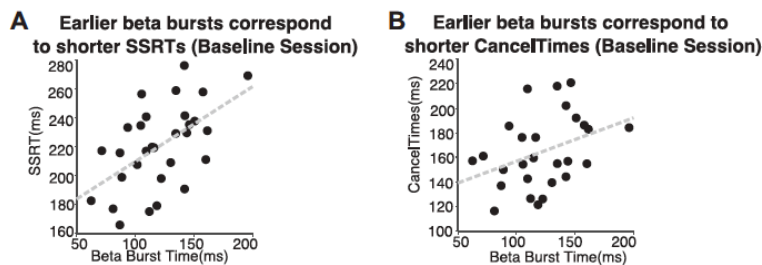 A
Earlier beta bursts correspond
to shorter SSRTs (Baseline Session)
280
260
240
220
200
180
160
SSRT(ms)
50
100
150
200
Beta Burst Time(ms)
B
Earlier beta bursts correspond to
shorter CancelTimes (Baseline Session)
240
220
200
180
160
140
120
100
CancelTimes(ms)
50
100
150
200
Beta Burst Time(ms)